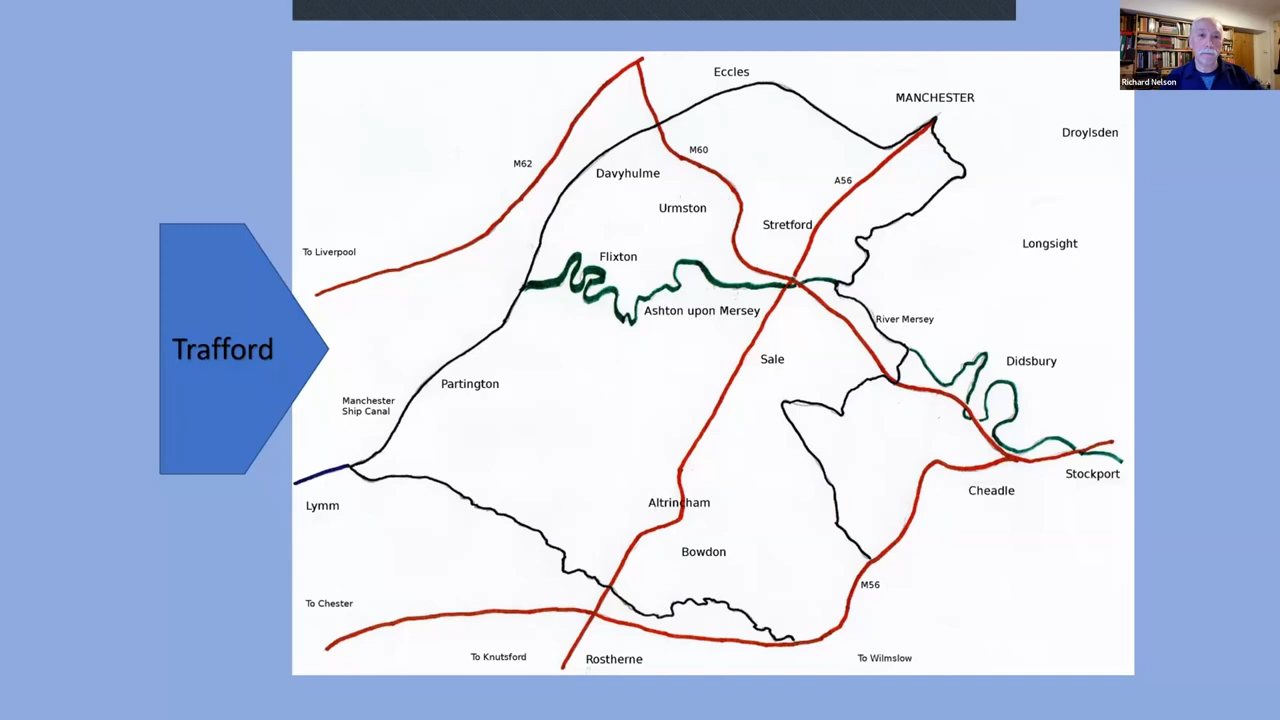 Richard Nelson
Trafford
Eccles
MANCHESTER
Droylsden
M62
M60
Davyhulme
A56
Urmston
Stretford
To Liverpool
Longsight
Flixton
Ashton upon Mersey
River Mersey
Sale
Didsbury
Partington
Manchester
Ship Canal
Stockport
Cheadle
Lymm
Altrincham
Bowdon
M56
To Chester
To Knutsford
Rostherne
To Wilmslow